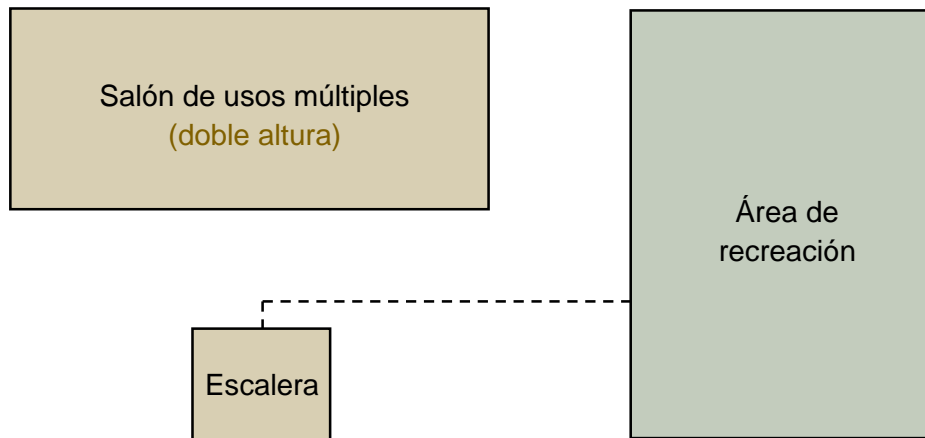 Salón de usos múltiples
(doble altura)
Área de
recreación
Escalera